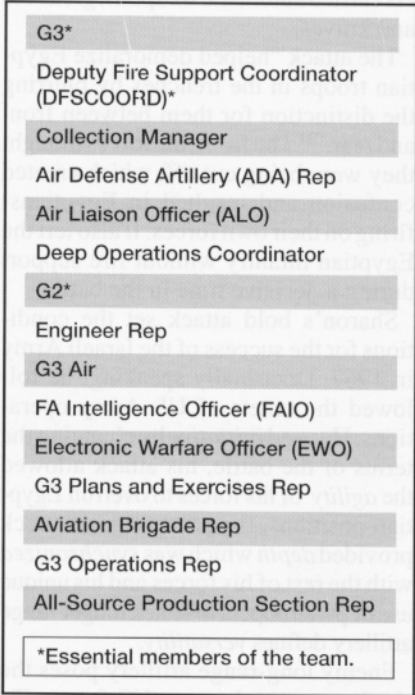 G3*
Deputy Fire Support Coordinator
(DFSCOORD)*
Collection Manager
Air Defense Artillery (ADA) Rep
Air Liaison Officer (ALO)
Deep Operations Coordinator
G2*
Engineer Rep
G3 Air
FA Intelligence Officer (FAIO)
Electronic Warfare Officer (EWO)
G3 Plans and Exercises Rep
Aviation Brigade Rep
G3 Operations Rep
All-Source Production Section Rep
*Essential members of the team.